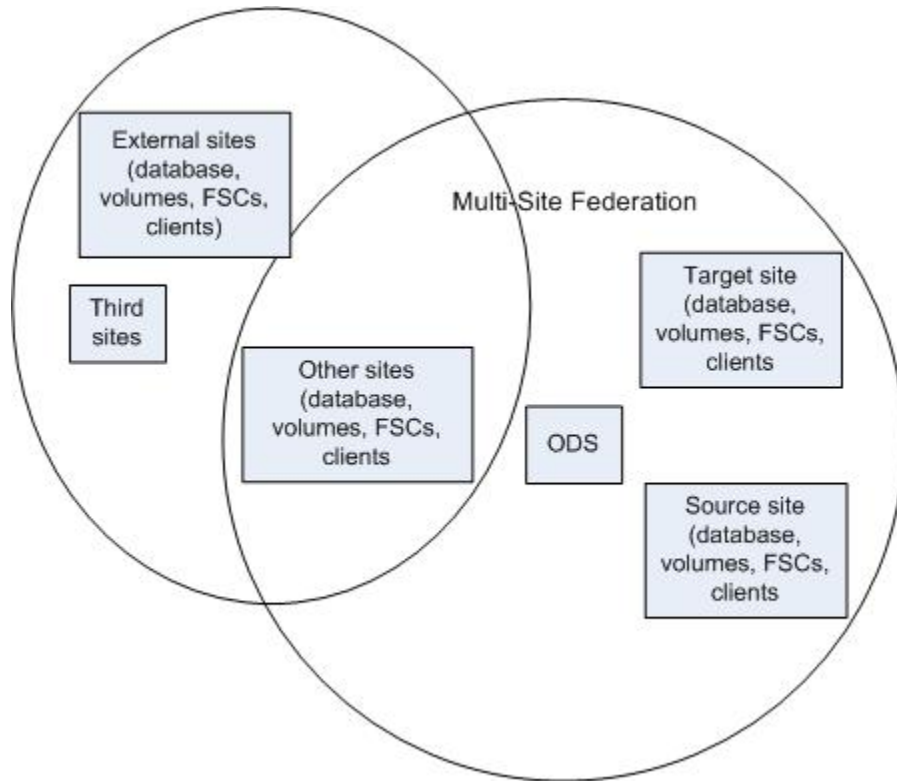 External sites
(database,
volumes, FSCs,
clients)
Multi-Site Federation
Third
sites
Target site
(database,
volumes, FSCs,
clients
Other sites
(database,
volumes, FSCs,
clients
ODS
Source site
(database,
volumes, FSCs,
clients